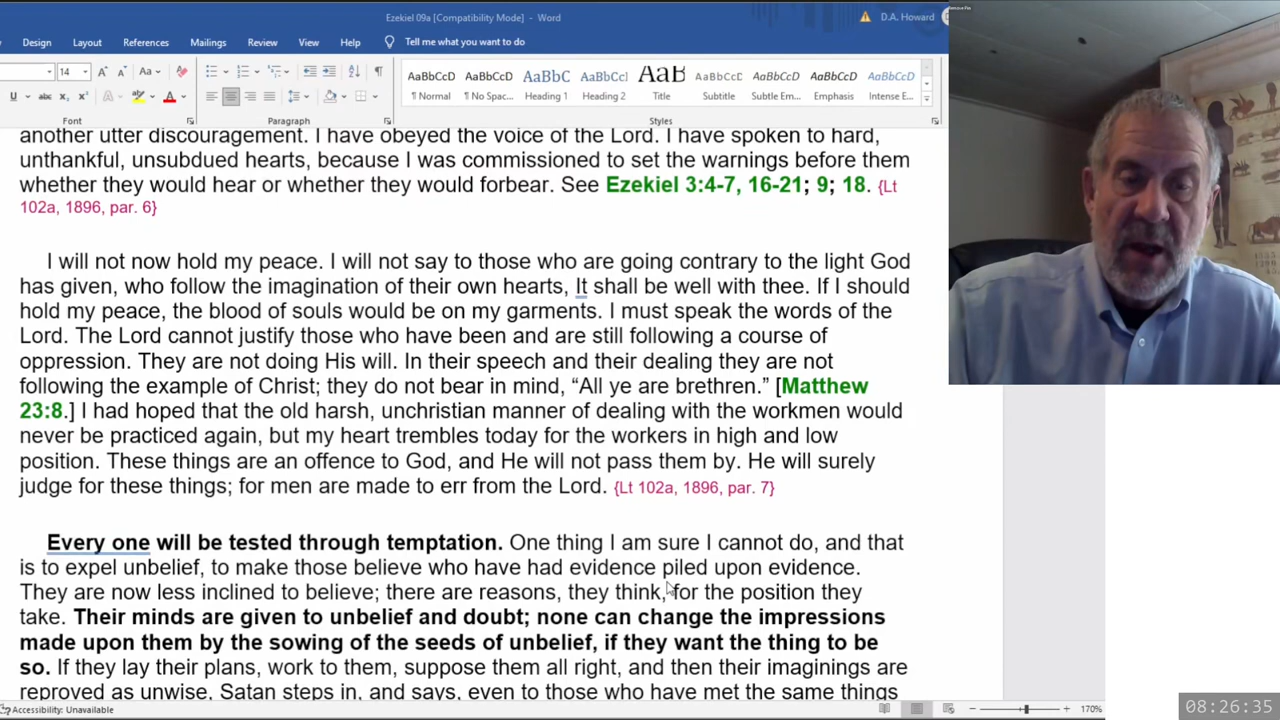 Ezekiel 09a [Compatibility Mode] - Word
D.A. Howard
Design Layout References Mailings Review View Help Tell me what you want to do
14
Aa
AaBbCcD AaBbCcD AaBbC AaBbCcI AaB AaBbCcD AaBbCcD AaBbCcD AaBbCcD
¶ Normal ¶ No Spac... Heading 1 Heading 2 Title Subtitle Subtle Em... Emphasis Intense E...
Font Paragraph Styles
another utter discouragement. I have obeyed the voice of the Lord. I have spoken to hard,
unthankful, unsubdued hearts, because I was commissioned to set the warnings before them
whether they would hear or whether they would forbear. See Ezekiel 3:4-7, 16-21; 9; 18. {Lt
102a, 1896, par. 6}
I will not now hold my peace. I will not say to those who are going contrary to the light God
has given, who follow the imagination of their own hearts, It shall be well with thee. If I should
hold my peace, the blood of souls would be on my garments. I must speak the words of the
Lord. The Lord cannot justify those who have been and are still following a course of
oppression. They are not doing His will. In their speech and their dealing they are not
following the example of Christ; they do not bear in mind, “All ye are brethren.” [Matthew
23:8.] I had hoped that the old harsh, unchristian manner of dealing with the workmen would
never be practiced again, but my heart trembles today for the workers in high and low
position. These things are an offence to God, and He will not pass them by. He will surely
judge for these things; for men are made to err from the Lord. {Lt 102a, 1896, par. 7}
Every one will be tested through temptation. One thing I am sure I cannot do, and that
is to expel unbelief, to make those believe who have had evidence piled upon evidence.
They are now less inclined to believe; there are reasons, they think, for the position they
take. Their minds are given to unbelief and doubt; none can change the impressions
made upon them by the sowing of the seeds of unbelief, if they want the thing to be
so. If they lay their plans, work to them, suppose them all right, and then their imaginings are
reproved as unwise, Satan steps in, and says, even to those who have met the same things
Accessibility: Unavailable
170%
08:26:35